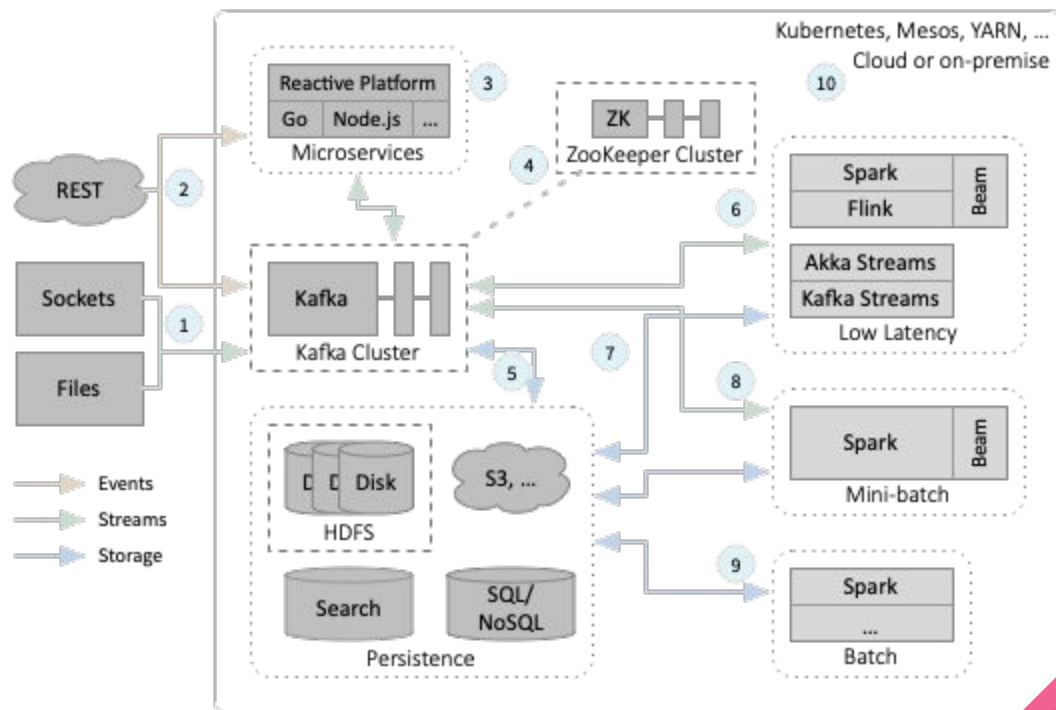 Kubernetes, Mesos, YARN, ...
Cloud or on-premise
10
Reactive Platform
Go Node.js ...
Microservices
3
ZK
ZooKeeper Cluster
4
REST
2
Sockets
Files
1
Kafka
Kafka Cluster
5
6
7
8
9
Spark
Flink
Beam
Akka Streams
Kafka Streams
Low Latency
Spark
Beam
Mini-batch
Spark
...
Batch
D D Disk
HDFS
S3, ...
Search
SQL/
NoSQL
Persistence
Events
Streams
Storage